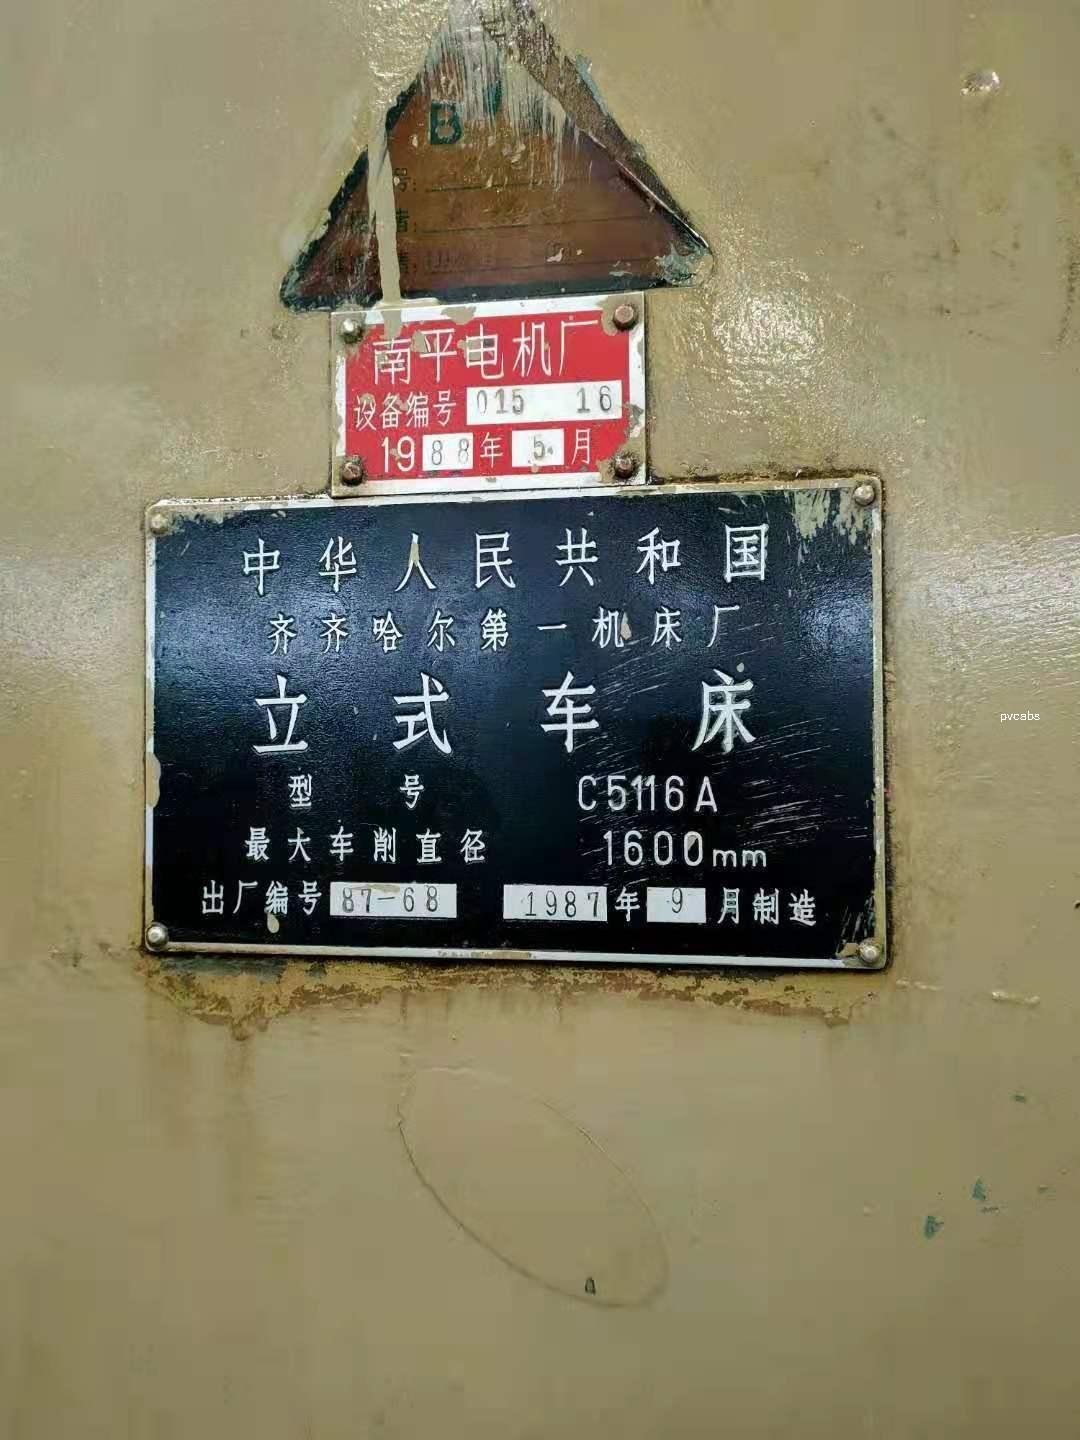 B
号:
南平电机厂
设备编号 015 16
1988年5月
中华人民共和国
齐齐哈尔第一机床厂
立式车床
型号 C5116A
最大车削直径 1600mm
出厂编号 87-68 1987年9月制造
pvcabs